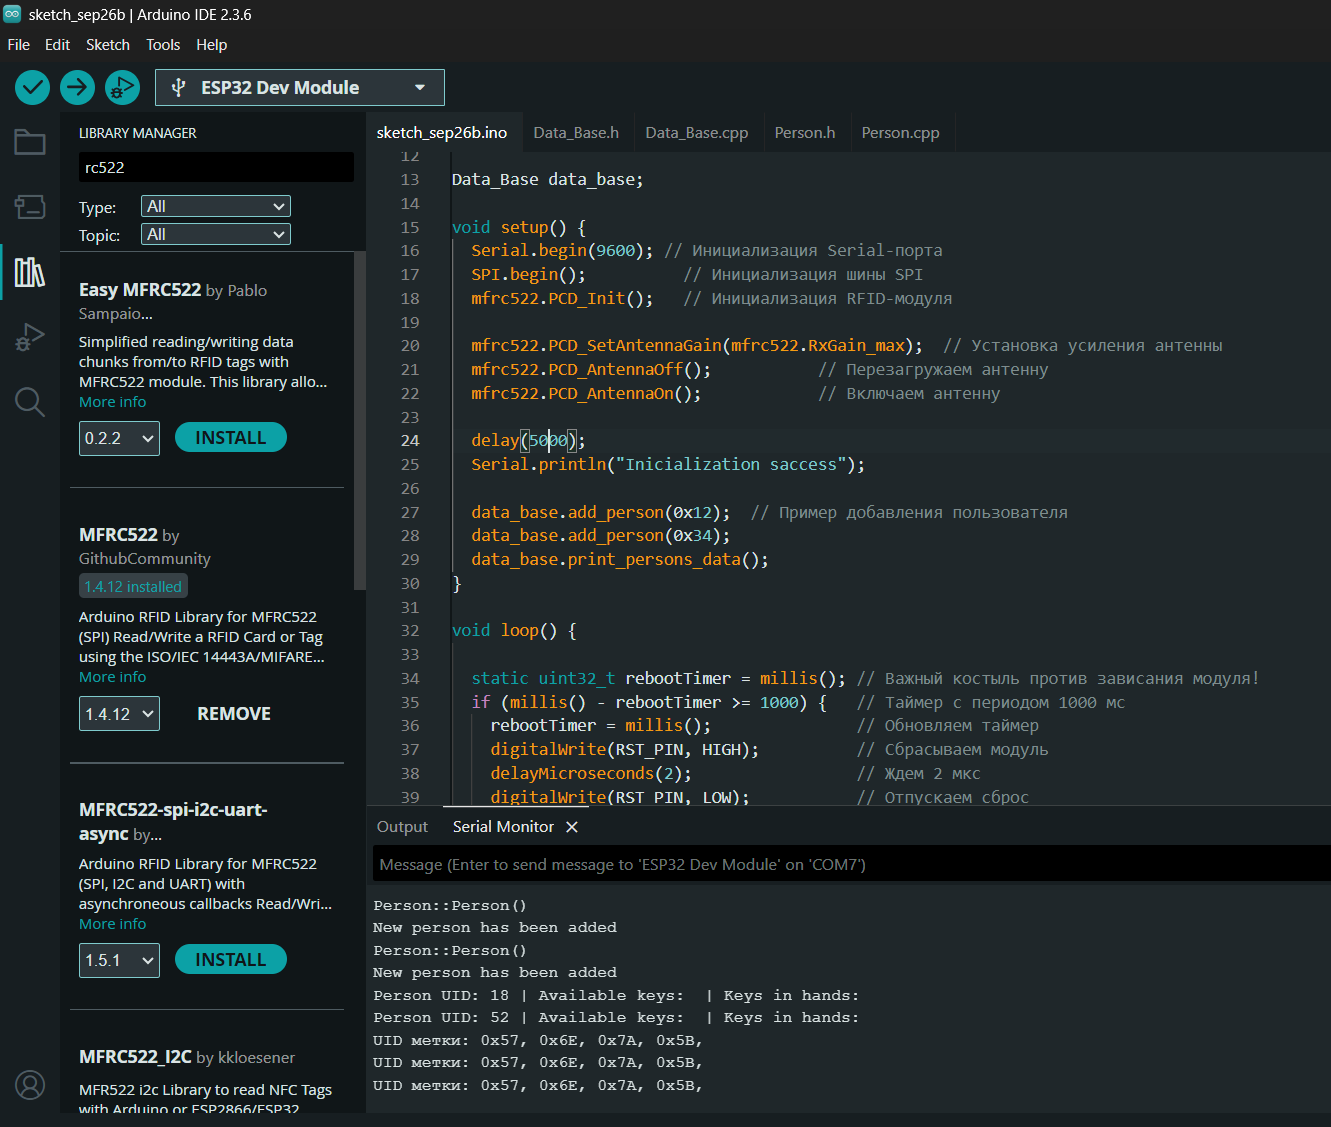 sketch_sep26b | Arduino IDE 2.3.6
File Edit Sketch Tools Help
ESP32 Dev Module
LIBRARY MANAGER
rc522
Type: All
Topic: All
Easy MFRC522 by Pablo
Sampaio...
Simplified reading/writing data
chunks from/to RFID tags with
MFRC522 module. This library allo...
More info
0.2.2 INSTALL
MFRC522 by
GithubCommunity
1.4.12 installed
Arduino RFID Library for MFRC522
(SPI) Read/Write a RFID Card or Tag
using the ISO/IEC 14443A/MIFARE...
More info
1.4.12 REMOVE
MFRC522-spi-i2c-uart-
async by...
Arduino RFID Library for MFRC522
(SPI, I2C and UART) with
asynchroneous callbacks Read/Wri...
More info
1.5.1 INSTALL
MFRC522_I2C by kkloesener
MFR522 i2c Library to read NFC Tags
with Arduino or ESP2866/ESP32
sketch_sep26b.ino Data_Base.h Data_Base.cpp Person.h Person.cpp
12
13 Data_Base data_base;
14
15 void setup() {
16 Serial.begin(9600); // Инициализация Serial-порта
17 SPI.begin(); // Инициализация шины SPI
18 mfrc522.PCD_Init(); // Инициализация RFID-модуля
19
20 mfrc522.PCD_SetAntennaGain(mfrc522.RxGain_max); // Установка усиления антенны
21 mfrc522.PCD_AntennaOff(); // Перезагружаем антенну
22 mfrc522.PCD_AntennaOn(); // Включаем антенну
23
24 delay(5000);
25 Serial.println("Inicialization saccess");
26
27 data_base.add_person(0x12); // Пример добавления пользователя
28 data_base.add_person(0x34);
29 data_base.print_persons_data();
30 }
31
32 void loop() {
33
34 static uint32_t rebootTimer = millis(); // Важный костыль против зависания модуля!
35 if (millis() - rebootTimer >= 1000) { // Таймер с периодом 1000 мс
36 rebootTimer = millis(); // Обновляем таймер
37 digitalWrite(RST_PIN, HIGH); // Сбрасываем модуль
38 delayMicroseconds(2); // Ждем 2 мкс
39 digitalWrite(RST_PIN, LOW); // Отпускаем сброс
Output Serial Monitor
Message (Enter to send message to 'ESP32 Dev Module' on 'COM7')
Person::Person()
New person has been added
Person::Person()
New person has been added
Person UID: 18 | Available keys:  | Keys in hands:
Person UID: 52 | Available keys:  | Keys in hands:
UID метки: 0x57, 0x6E, 0x7A, 0x5B,
UID метки: 0x57, 0x6E, 0x7A, 0x5B,
UID метки: 0x57, 0x6E, 0x7A, 0x5B,